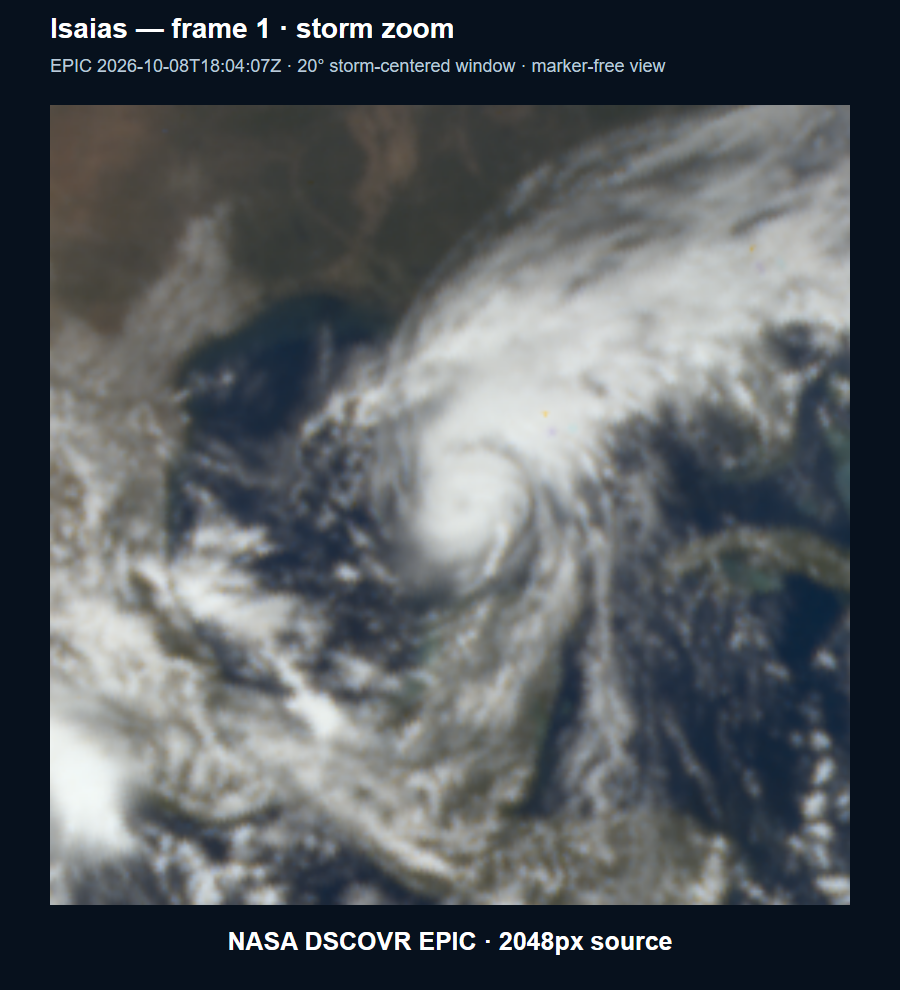 Isaias — frame 1 · storm zoom
EPIC 2026-10-08T18:04:07Z · 20° storm-centered window · marker-free view
NASA DSCOVR EPIC · 2048px source